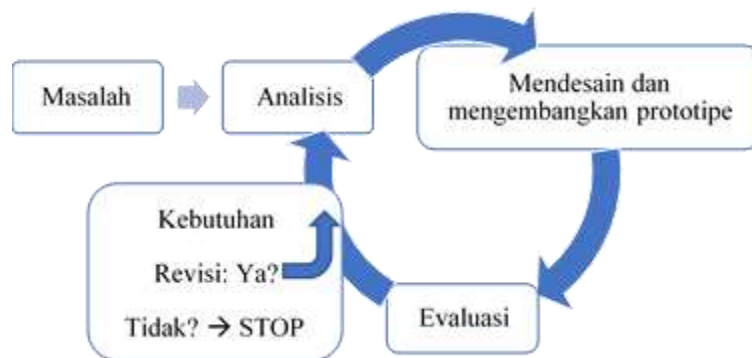 Masalah
Analisis
Mendesain dan
mengembangkan prototipe
Kebutuhan
Revisi: Ya?
Tidak? → STOP
Evaluasi